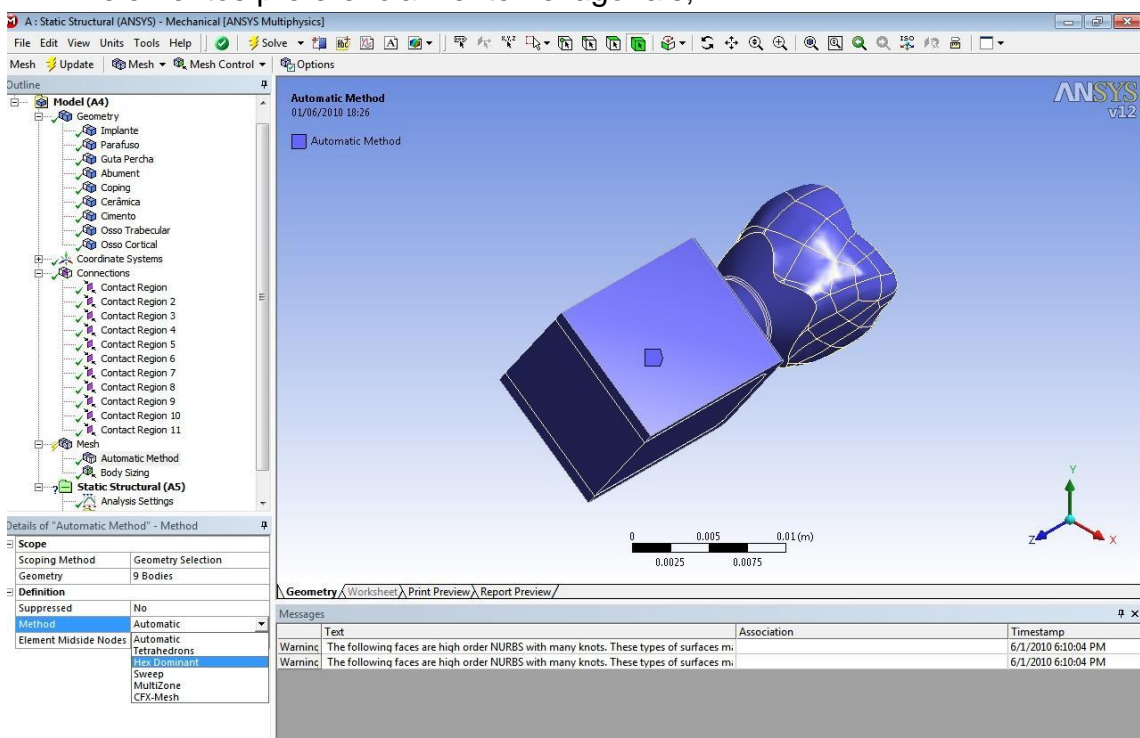 A : Static Structural (ANSYS) - Mechanical [ANSYS Multiphysics]
File Edit View Units Tools Help Solve
Mesh Update Mesh Mesh Control Options
Outline
Model (A4)
Geometry
Implante
Parafuso
Guta Percha
Abument
Coping
Cerâmica
Cimento
Osso Trabecular
Osso Cortical
Coordinate Systems
Connections
Contact Region
Contact Region 2
Contact Region 3
Contact Region 4
Contact Region 5
Contact Region 6
Contact Region 7
Contact Region 8
Contact Region 9
Contact Region 10
Contact Region 11
Mesh
Automatic Method
Body Sizing
Static Structural (A5)
Analysis Settings
Details of "Automatic Method" - Method
Scope
Scoping Method Geometry Selection
Geometry 9 Bodies
Definition
Suppressed No
Method Automatic
Element Midside Nodes Automatic
Tetrahedrons
Hex Dominant
Sweep
MultiZone
CFX-Mesh
Automatic Method
01/06/2010 18:26
Automatic Method
ANSYS
v12
Y
Z
X
0 0.005 0.01 (m)
0.0025 0.0075
Geometry Worksheet Print Preview Report Preview
Messages
Text Association Timestamp
Warninc The following faces are high order NURBS with many knots. These types of surfaces m 6/1/2010 6:10:04 PM
Warninc The following faces are high order NURBS with many knots. These types of surfaces m 6/1/2010 6:10:04 PM